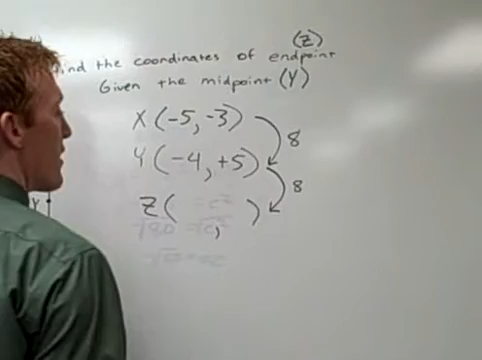 (Z)
ind the coordinates of endpoint
Given the midpoint (Y)
X (-5, -3)
8
Y (-4, +5)
8
Z (    ,    )
Y